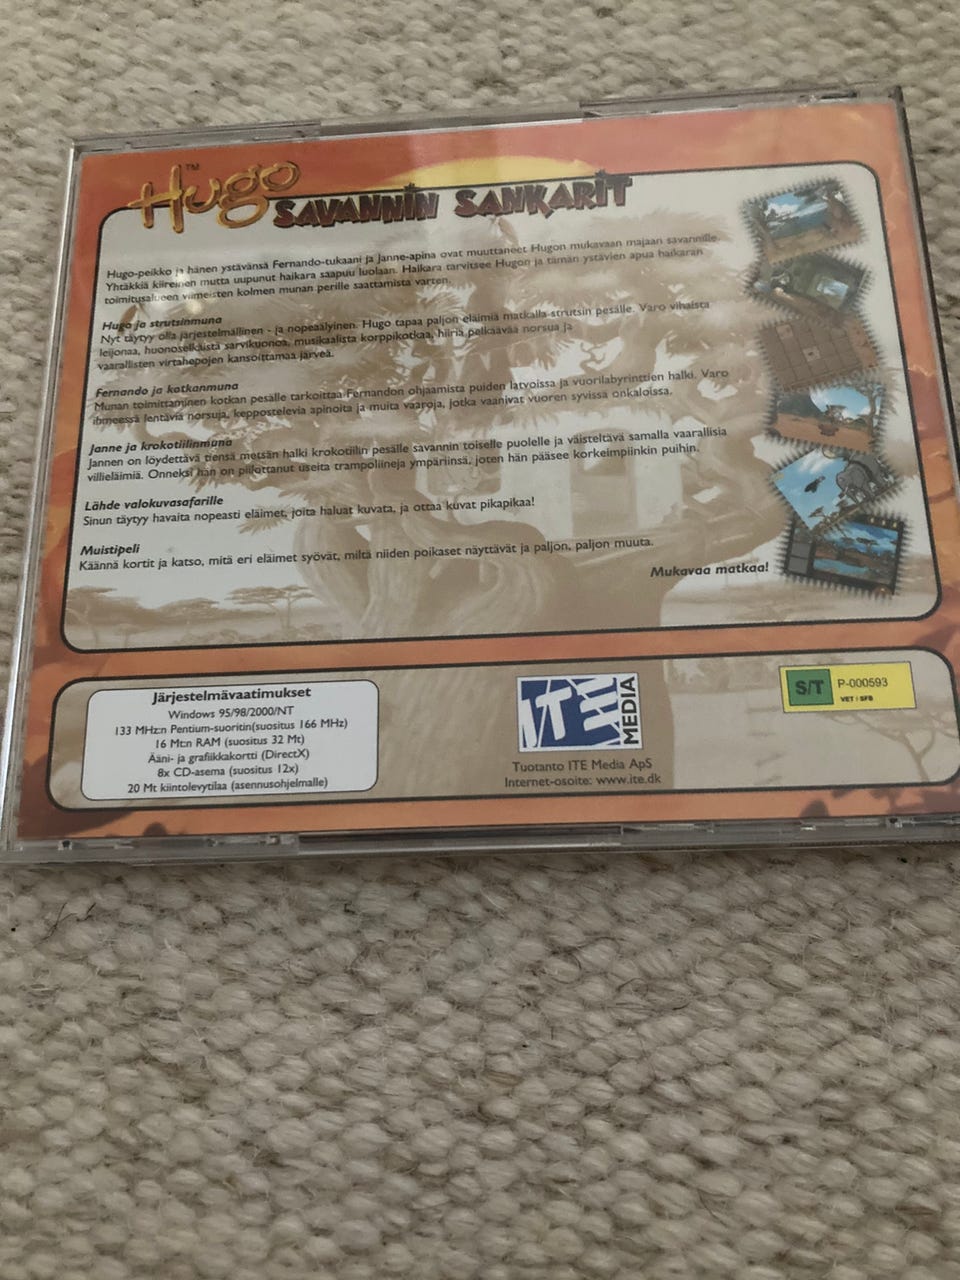 Hugo™
SAVANNIN SANKARIT
Hugo-peikko ja hänen ystävänsä Fernando-tukaani ja Janne-apina ovat muuttaneet Hugon mukavaan majaan savannille.
Yhtäkkiä kiireinen mutta uupunut haikara saapuu luolaan. Haikara tarvitsee Hugon ja tämän ystävien apua haikaran
toimitusalueen viimeisten kolmen munan perille saattamista varten.
Hugo ja strutsinmuna
Nyt täytyy olla järjestelmällinen - ja nopeaälyinen. Hugo tapaa paljon eläimiä matkalla strutsin pesälle. Varo vihaista
leijonaa, huonoselkäistä sarvikuonoa, musikaalista korppikotkaa, hiiriä pelkäävää norsua ja
vaarallisten virtahepojen kansoittamaa järveä.
Fernando ja kotkanmuna
Munan toimittaminen kotkan pesälle tarkoittaa Fernandon ohjaamista puiden latvoissa ja vuorilabyrinttien halki. Varo
ihmeessä lentäviä norsuja, keppostelevia apinoita ja muita vaaroja, jotka vaanivat vuoren syvissä onkaloissa.
Janne ja krokotiilinmuna
Jannen on löydettävä tiensä metsän halki krokotiilin pesälle savannin toiselle puolelle ja väisteltävä samalla vaarallisia
villieläimiä. Onneksi hän on piilottanut useita trampoliineja ympäriinsä, joten hän pääsee korkeimpiinkin puihin.
Lähde valokuvasafarille
Sinun täytyy havaita nopeasti eläimet, joita haluat kuvata, ja ottaa kuvat pikapikaa!
Muistipeli
Käännä kortit ja katso, mitä eri eläimet syövät, miltä niiden poikaset näyttävät ja paljon, paljon muuta.
Mukavaa matkaa!
Järjestelmävaatimukset
Windows 95/98/2000/NT
133 MHz:n Pentium-suoritin(suositus 166 MHz)
16 Mt:n RAM (suositus 32 Mt)
Ääni- ja grafiikkakortti (DirectX)
8x CD-asema (suositus 12x)
20 Mt kiintolevytilaa (asennusohjelmalle)
ITE MEDIA
Tuotanto ITE Media ApS
Internet-osoite: www.ite.dk
S/T P-000593
VET / SFB